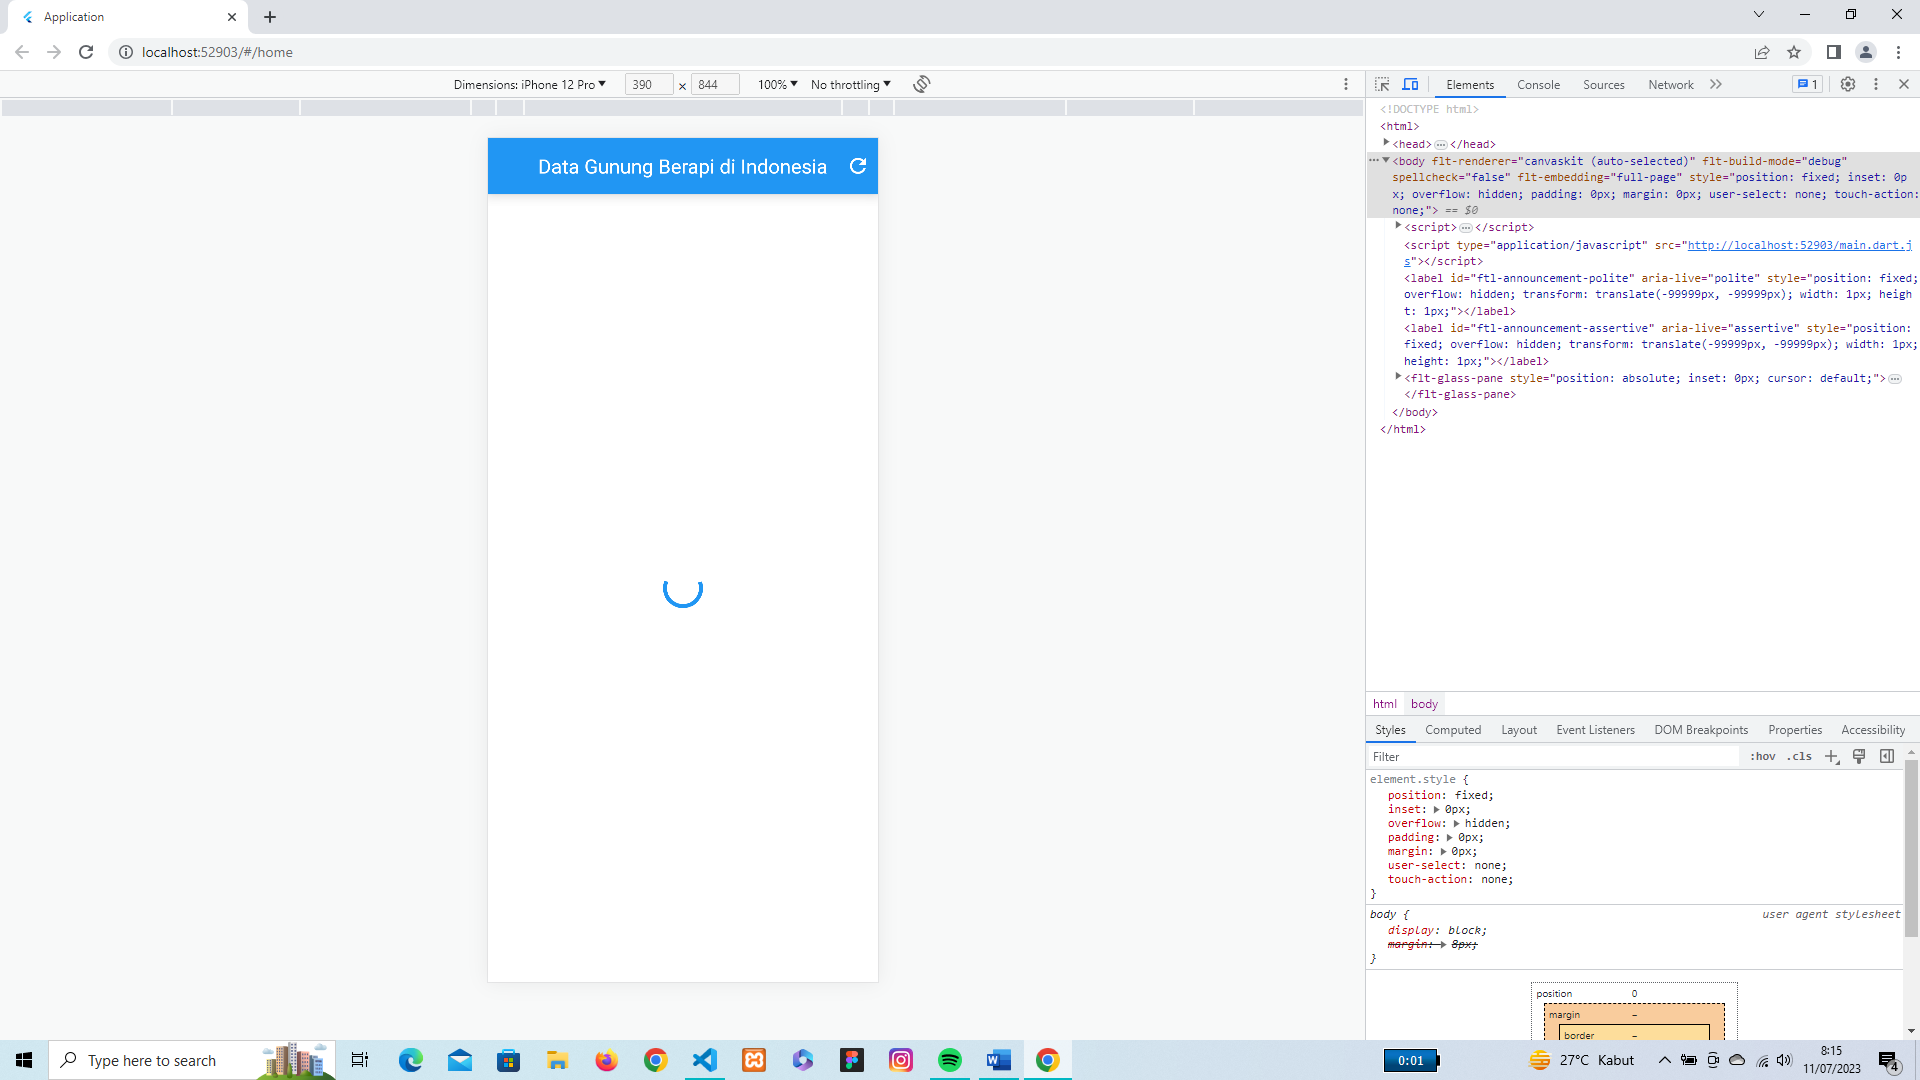 Application
localhost:52903/#/home
Dimensions: iPhone 12 Pro
390
844
100%
No throttling
Elements
Console
Sources
Network
1
<!DOCTYPE html>
<html>
<head> … </head>
<body flt-renderer="canvaskit (auto-selected)" flt-build-mode="debug"
spellcheck="false" flt-embedding="full-page" style="position: fixed; inset: 0p
x; overflow: hidden; padding: 0px; margin: 0px; user-select: none; touch-action:
none;"> == $0
<script> … </script>
<script type="application/javascript" src="http://localhost:52903/main.dart.j
s"></script>
<label id="ftl-announcement-polite" aria-live="polite" style="position: fixed;
overflow: hidden; transform: translate(-99999px, -99999px); width: 1px; heigh
t: 1px;"></label>
<label id="ftl-announcement-assertive" aria-live="assertive" style="position:
fixed; overflow: hidden; transform: translate(-99999px, -99999px); width: 1px;
height: 1px;"></label>
<flt-glass-pane style="position: absolute; inset: 0px; cursor: default;"> …
</flt-glass-pane>
</body>
</html>
Data Gunung Berapi di Indonesia
html body
Styles
Computed
Layout
Event Listeners
DOM Breakpoints
Properties
Accessibility
Filter
:hov .cls
element.style {
position: fixed;
inset: 0px;
overflow: hidden;
padding: 0px;
margin: 0px;
user-select: none;
touch-action: none;
}
body {
user agent stylesheet
display: block;
margin: 8px;
}
position 0
margin –
border –
Type here to search
0:01
27°C Kabut
8:15
11/07/2023
4